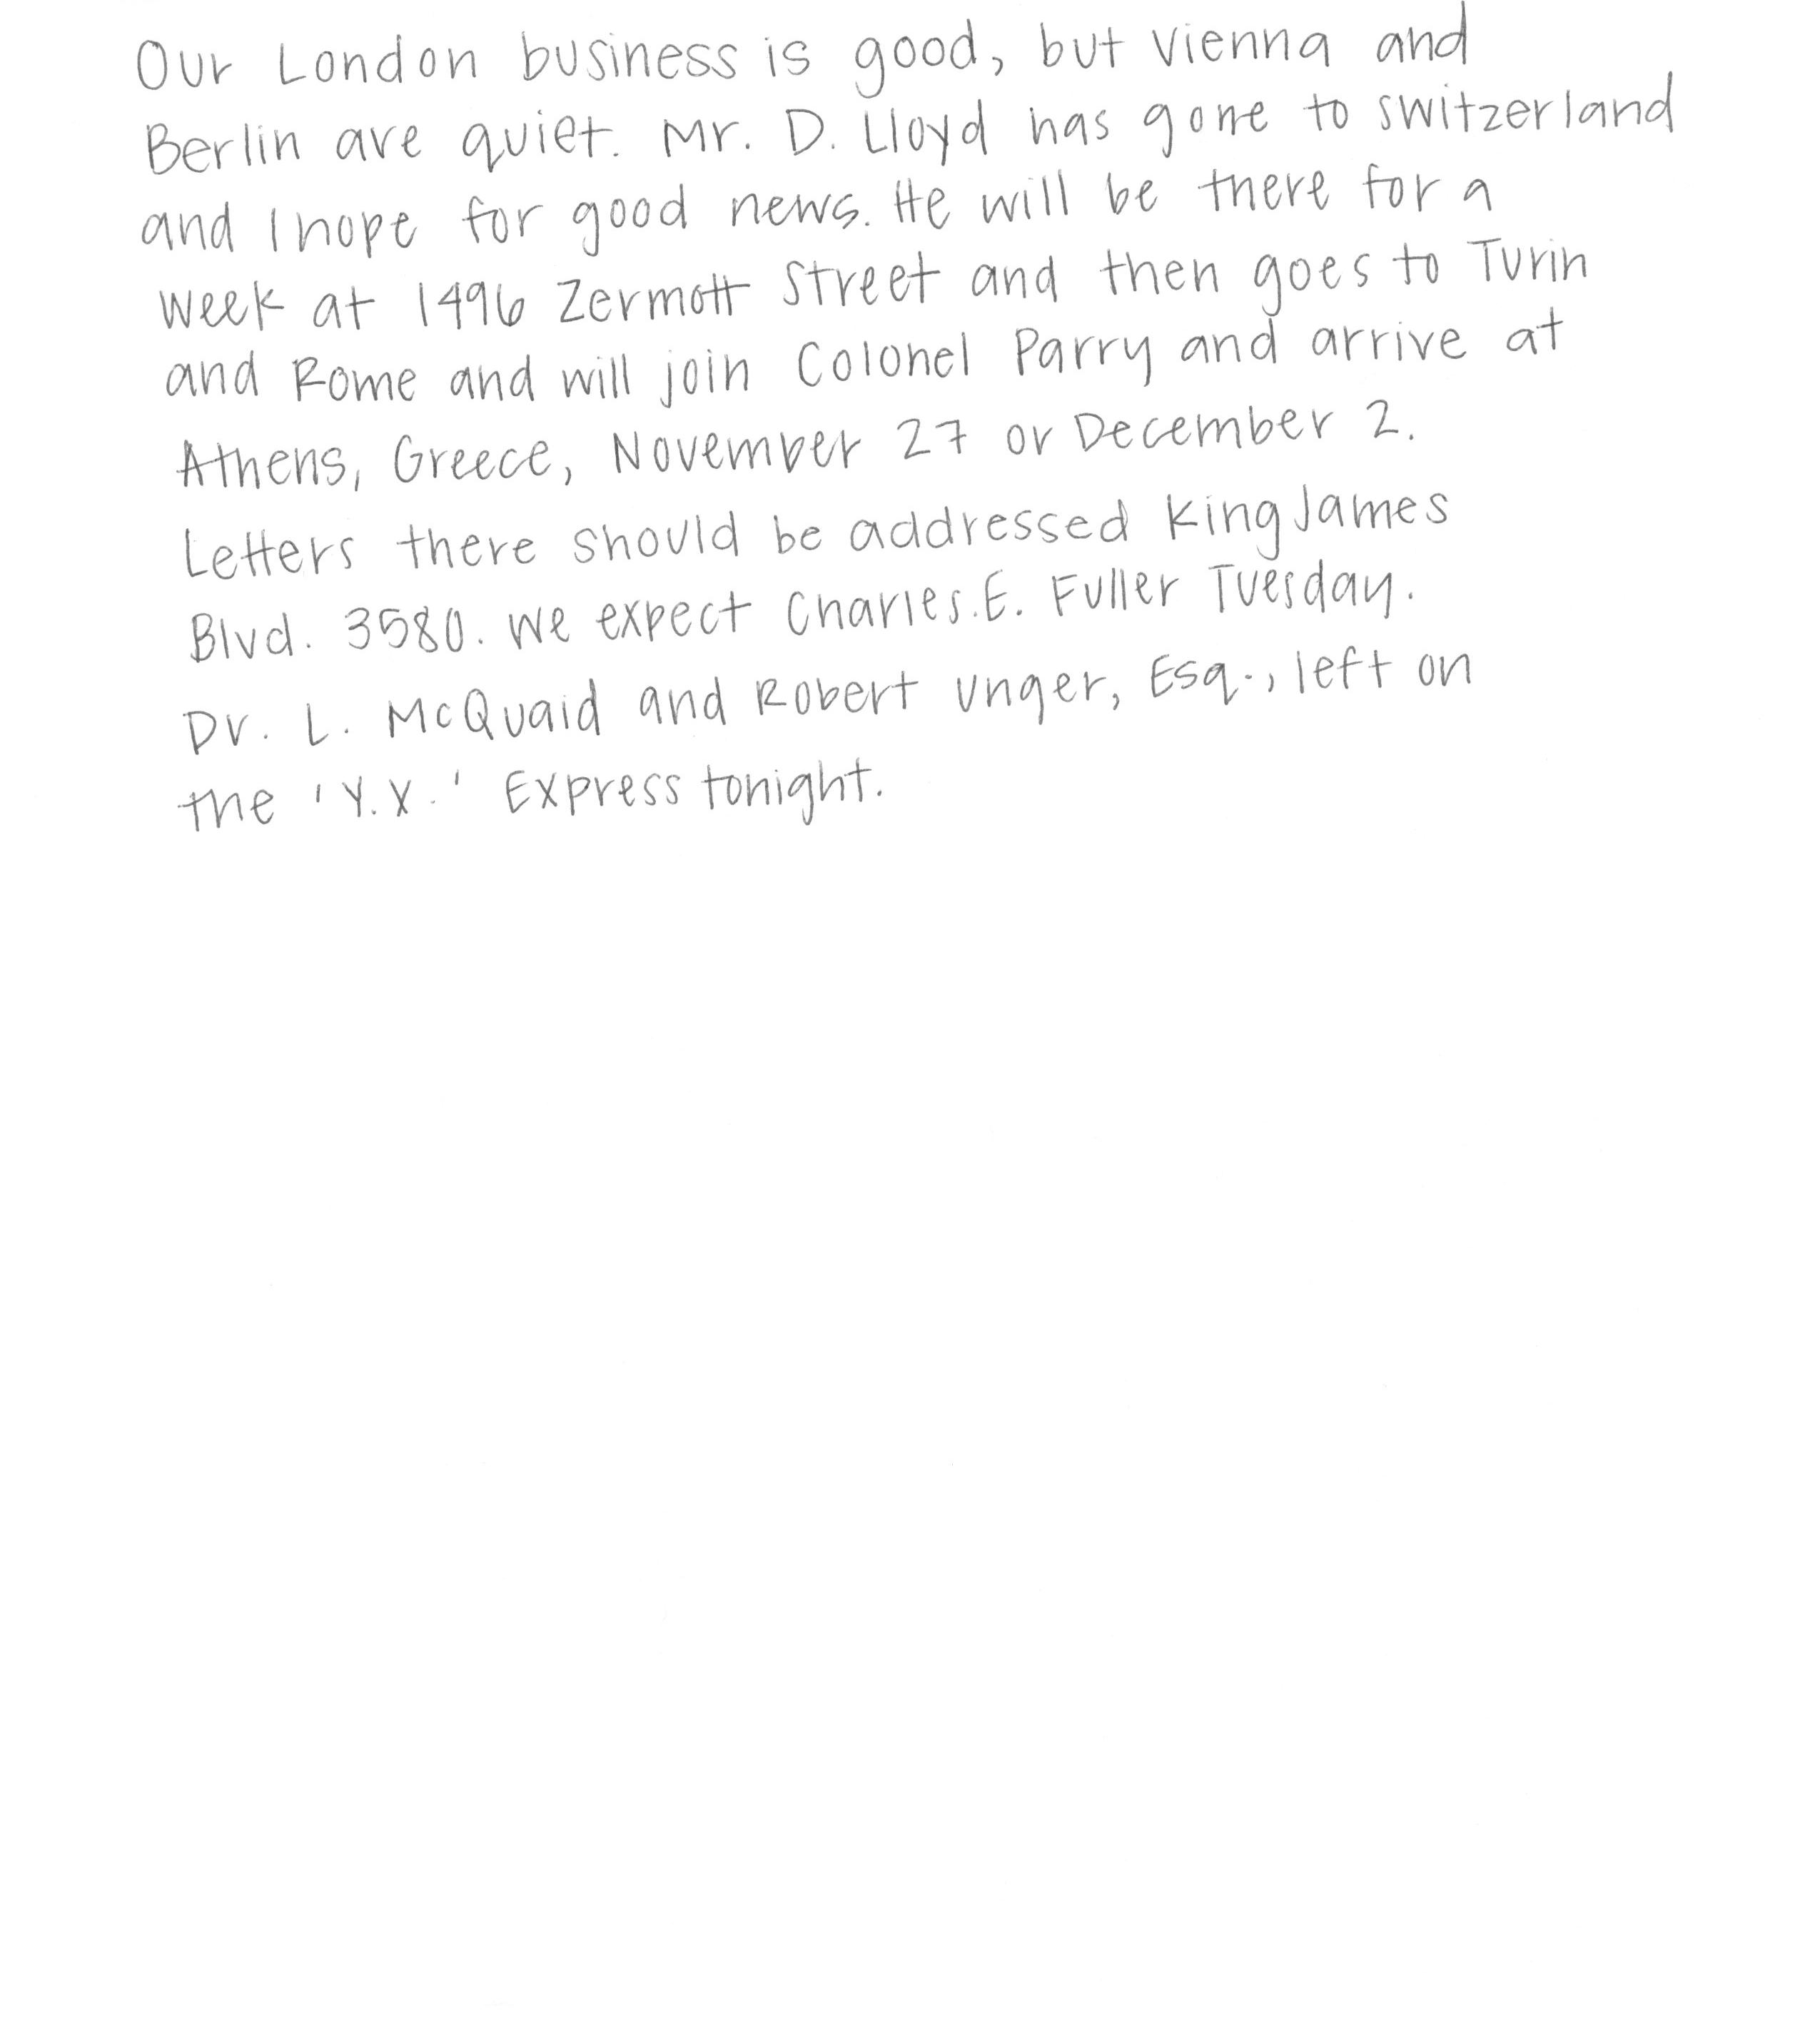 Our London business is good, but Vienna and
Berlin are quiet. Mr. D. Lloyd has gone to Switzerland
and I hope for good news. He will be there for a
week at 1496 Zermott Street and then goes to Turin
and Rome and will join Colonel Parry and arrive at
Athens, Greece, November 27 or December 2.
Letters there should be addressed King James
Blvd. 3580. We expect Charles.E. Fuller Tuesday.
Dr. L. McQuaid and Robert Unger, Esq., left on
the 'Y.X.' Express tonight.